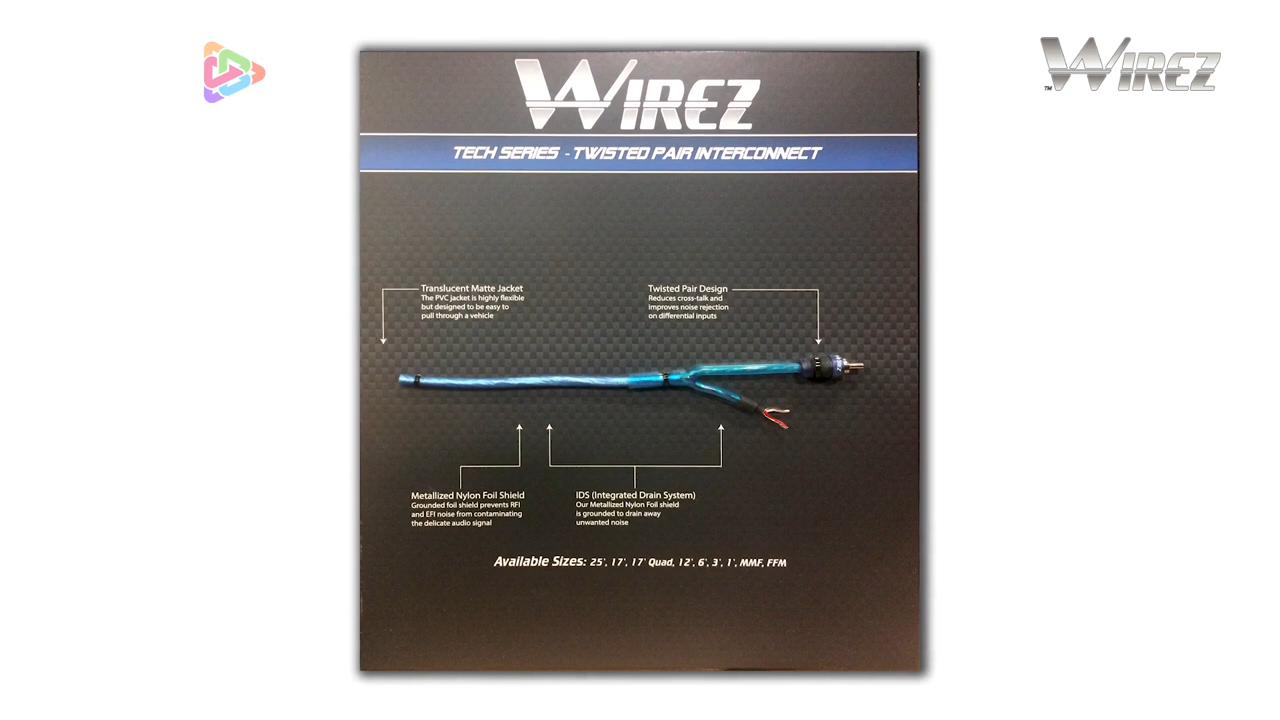 WIREZ
™ WIREZ
TECH SERIES - TWISTED PAIR INTERCONNECT
Translucent Matte Jacket
The PVC jacket is highly flexible
but designed to be easy to
pull through a vehicle
Twisted Pair Design
Reduces cross-talk and
improves noise rejection
on differential inputs
Metallized Nylon Foil Shield
Grounded foil shield prevents RFI
and EFI noise from contaminating
the delicate audio signal
IDS (Integrated Drain System)
Our Metallized Nylon Foil shield
is grounded to drain away
unwanted noise
Available Sizes: 25', 17', 17' Quad, 12', 6', 3', 1', MMF, FFM